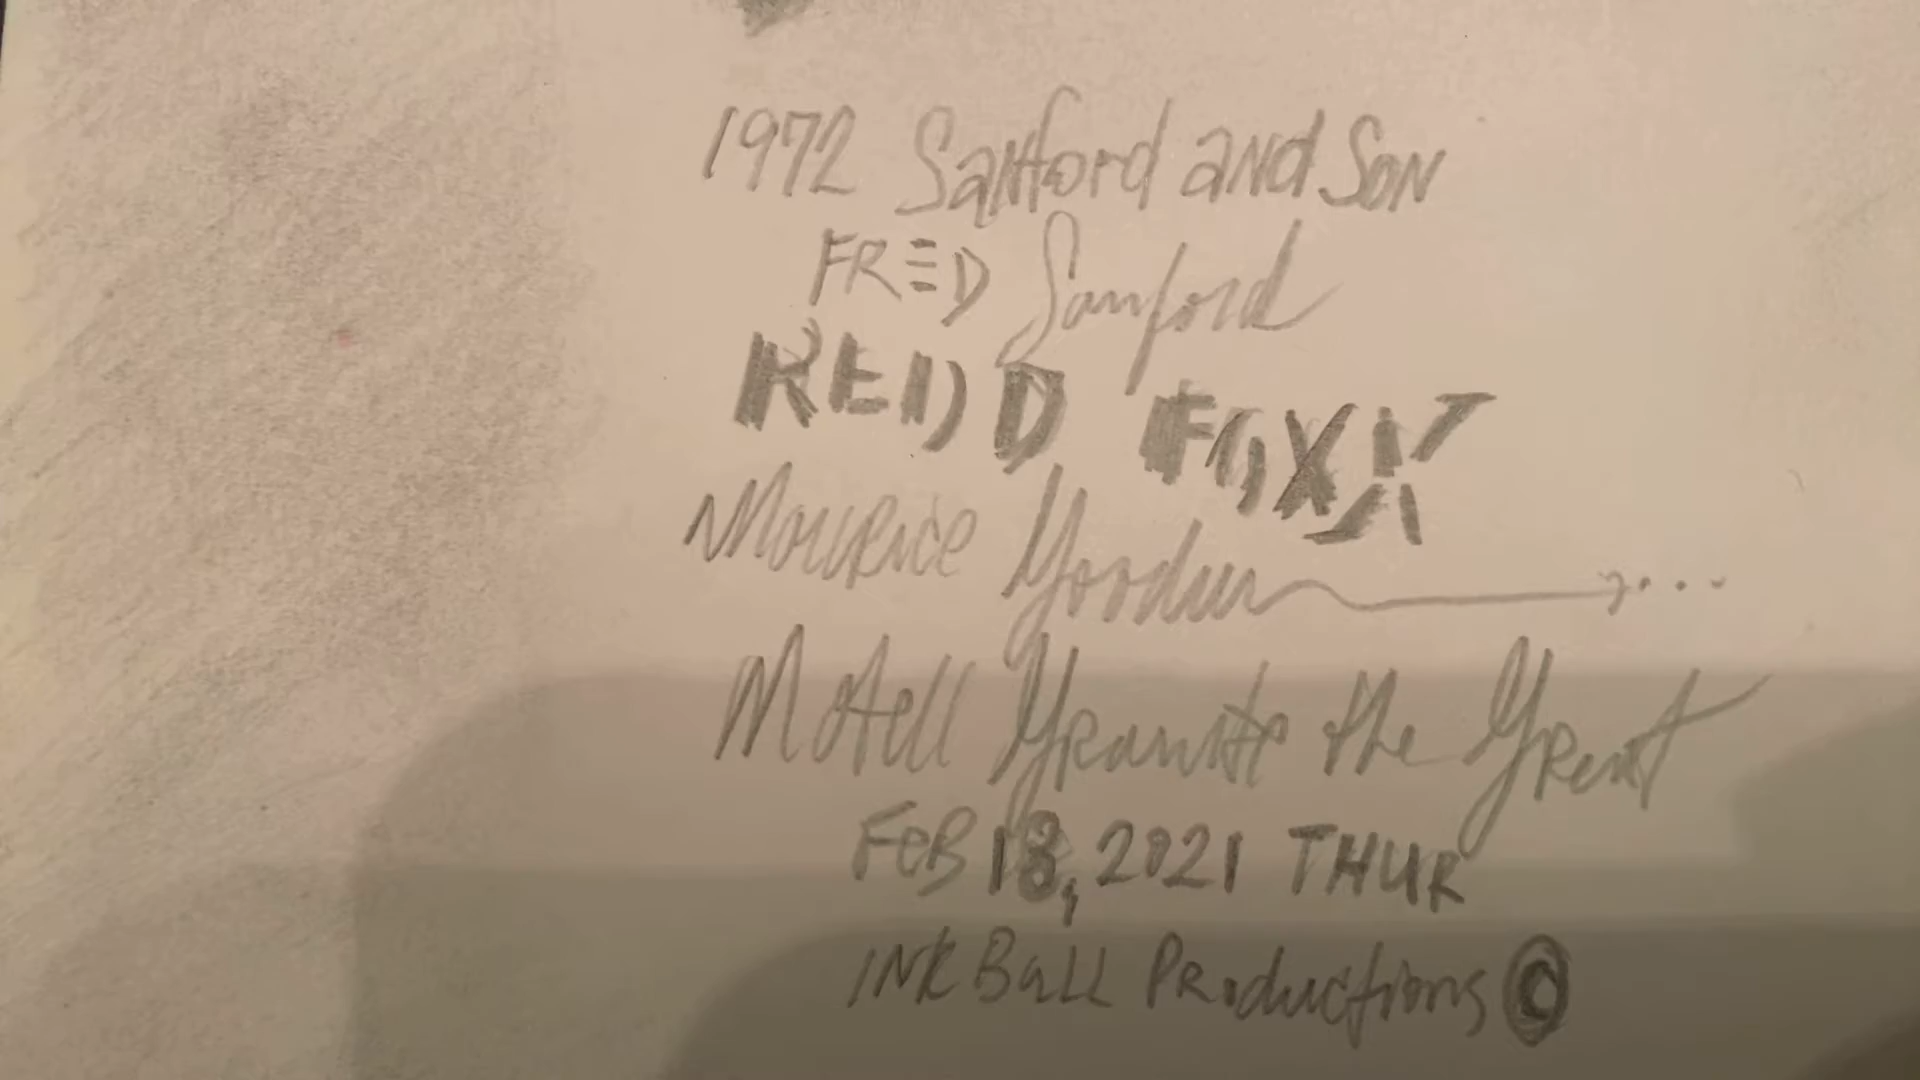 1972 Sanford and Son
FRED Sanford
REDD FOXX
Maurice
Motell Granite the Great
FEB 18, 2021 THUR
INK Ball Productions ©